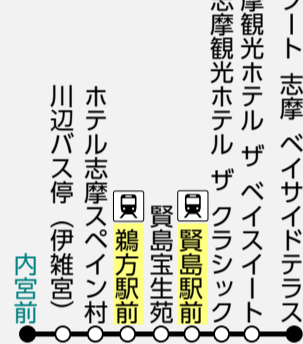 ート 志摩 ベイサイドテラス
摩観光ホテル ザ ベイスイート
志摩観光ホテル ザ クラシック
賢島駅前
賢島宝生苑
鵜方駅前
ホテル志摩スペイン村
川辺バス停（伊雑宮）
内宮前